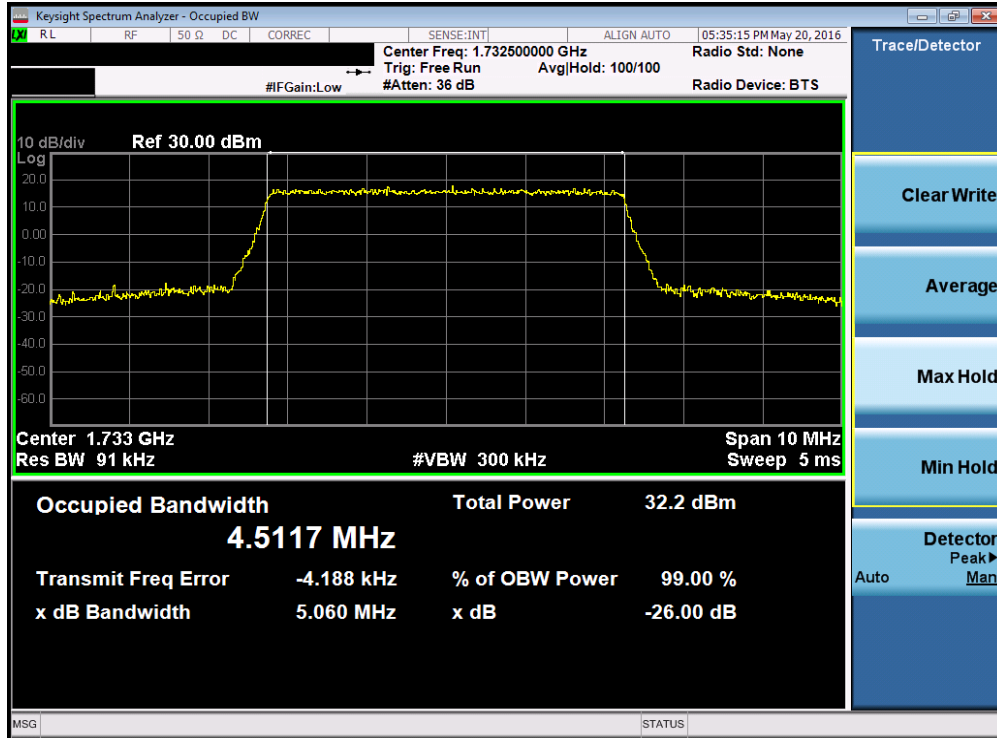 Keysight Spectrum Analyzer - Occupied BW
LXI RL RF 50 Ω DC CORREC SENSE:INT ALIGN AUTO 05:35:15 PM May 20, 2016
Center Freq: 1.732500000 GHz Radio Std: None
Trig: Free Run Avg|Hold: 100/100
#IFGain:Low #Atten: 36 dB Radio Device: BTS
10 dB/div Ref 30.00 dBm
Log
20.0
10.0
0.00
-10.0
-20.0
-30.0
-40.0
-50.0
-60.0
Center 1.733 GHz Span 10 MHz
Res BW 91 kHz #VBW 300 kHz Sweep 5 ms
Occupied Bandwidth Total Power 32.2 dBm
4.5117 MHz
Transmit Freq Error -4.188 kHz % of OBW Power 99.00 %
x dB Bandwidth 5.060 MHz x dB -26.00 dB
MSG STATUS
Trace/Detector
Clear Write
Average
Max Hold
Min Hold
Detector
Peak▶
Auto Man